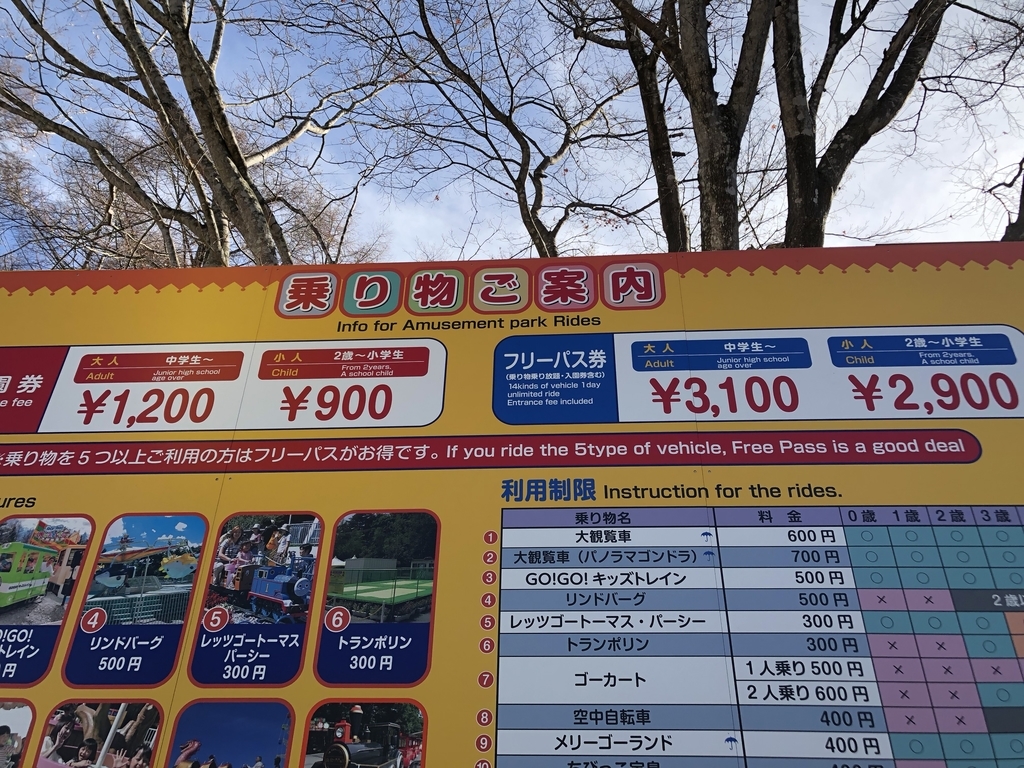 乗り物ご案内
Info for Amusement park Rides
券
e fee
大人 中学生～
Adult Junior high school
age over
¥1,200
小人 2歳～小学生
Child From 2years.
A school child
¥900
フリーパス券
(乗り物乗り放題・入園券含む)
14kinds of vehicle 1day
unlimited ride
Entrance fee included
大人 中学生～
Adult Junior high school
age over
¥3,100
小人 2歳～小学生
Child From 2years.
A school child
¥2,900
乗り物を5つ以上ご利用の方はフリーパスがお得です。If you ride the 5type of vehicle, Free Pass is a good deal
ures
GO!
トレイン
円
4
リンドバーグ
500円
5
レッツゴートーマス
パーシー
300円
6
トランポリン
300円
利用制限 Instruction for the rides.
乗り物名 料金 0歳 1歳 2歳 3歳
1 大観覧車 600円 ○ ○ ○ ○
2 大観覧車（パノラマゴンドラ） 700円 ○ ○ ○ ○
3 GO!GO! キッズトレイン 500円 ○ ○ ○ ○
4 リンドバーグ 500円 × × 2歳
5 レッツゴートーマス・パーシー 300円 ○ ○ ○
6 トランポリン 300円 × × ○ ○
7 ゴーカート 1人乗り 500円 × × ×
2人乗り 600円 × × ○
8 空中自転車 400円 × ×
9 メリーゴーランド 400円 ○ ○ ○ ○